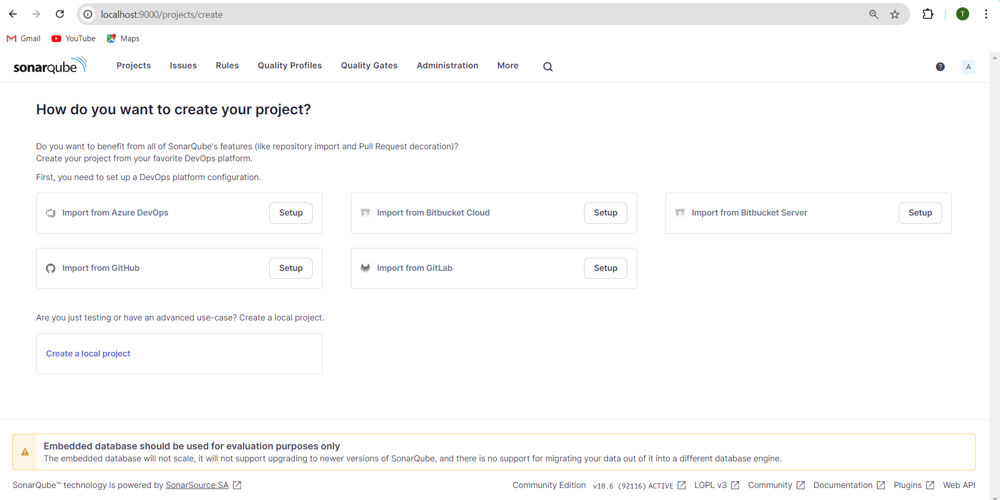 localhost:9000/projects/create
T
Gmail YouTube Maps
sonarqube Projects Issues Rules Quality Profiles Quality Gates Administration More ? A
How do you want to create your project?
Do you want to benefit from all of SonarQube's features (like repository import and Pull Request decoration)?
Create your project from your favorite DevOps platform.
First, you need to set up a DevOps platform configuration.
Import from Azure DevOps Setup Import from Bitbucket Cloud Setup Import from Bitbucket Server Setup
Import from GitHub Setup Import from GitLab Setup
Are you just testing or have an advanced use-case? Create a local project.
Create a local project
Embedded database should be used for evaluation purposes only
The embedded database will not scale, it will not support upgrading to newer versions of SonarQube, and there is no support for migrating your data out of it into a different database engine.
SonarQube™ technology is powered by SonarSource SA Community Edition v10.6 (92116) ACTIVE LGPL v3 Community Documentation Plugins Web API